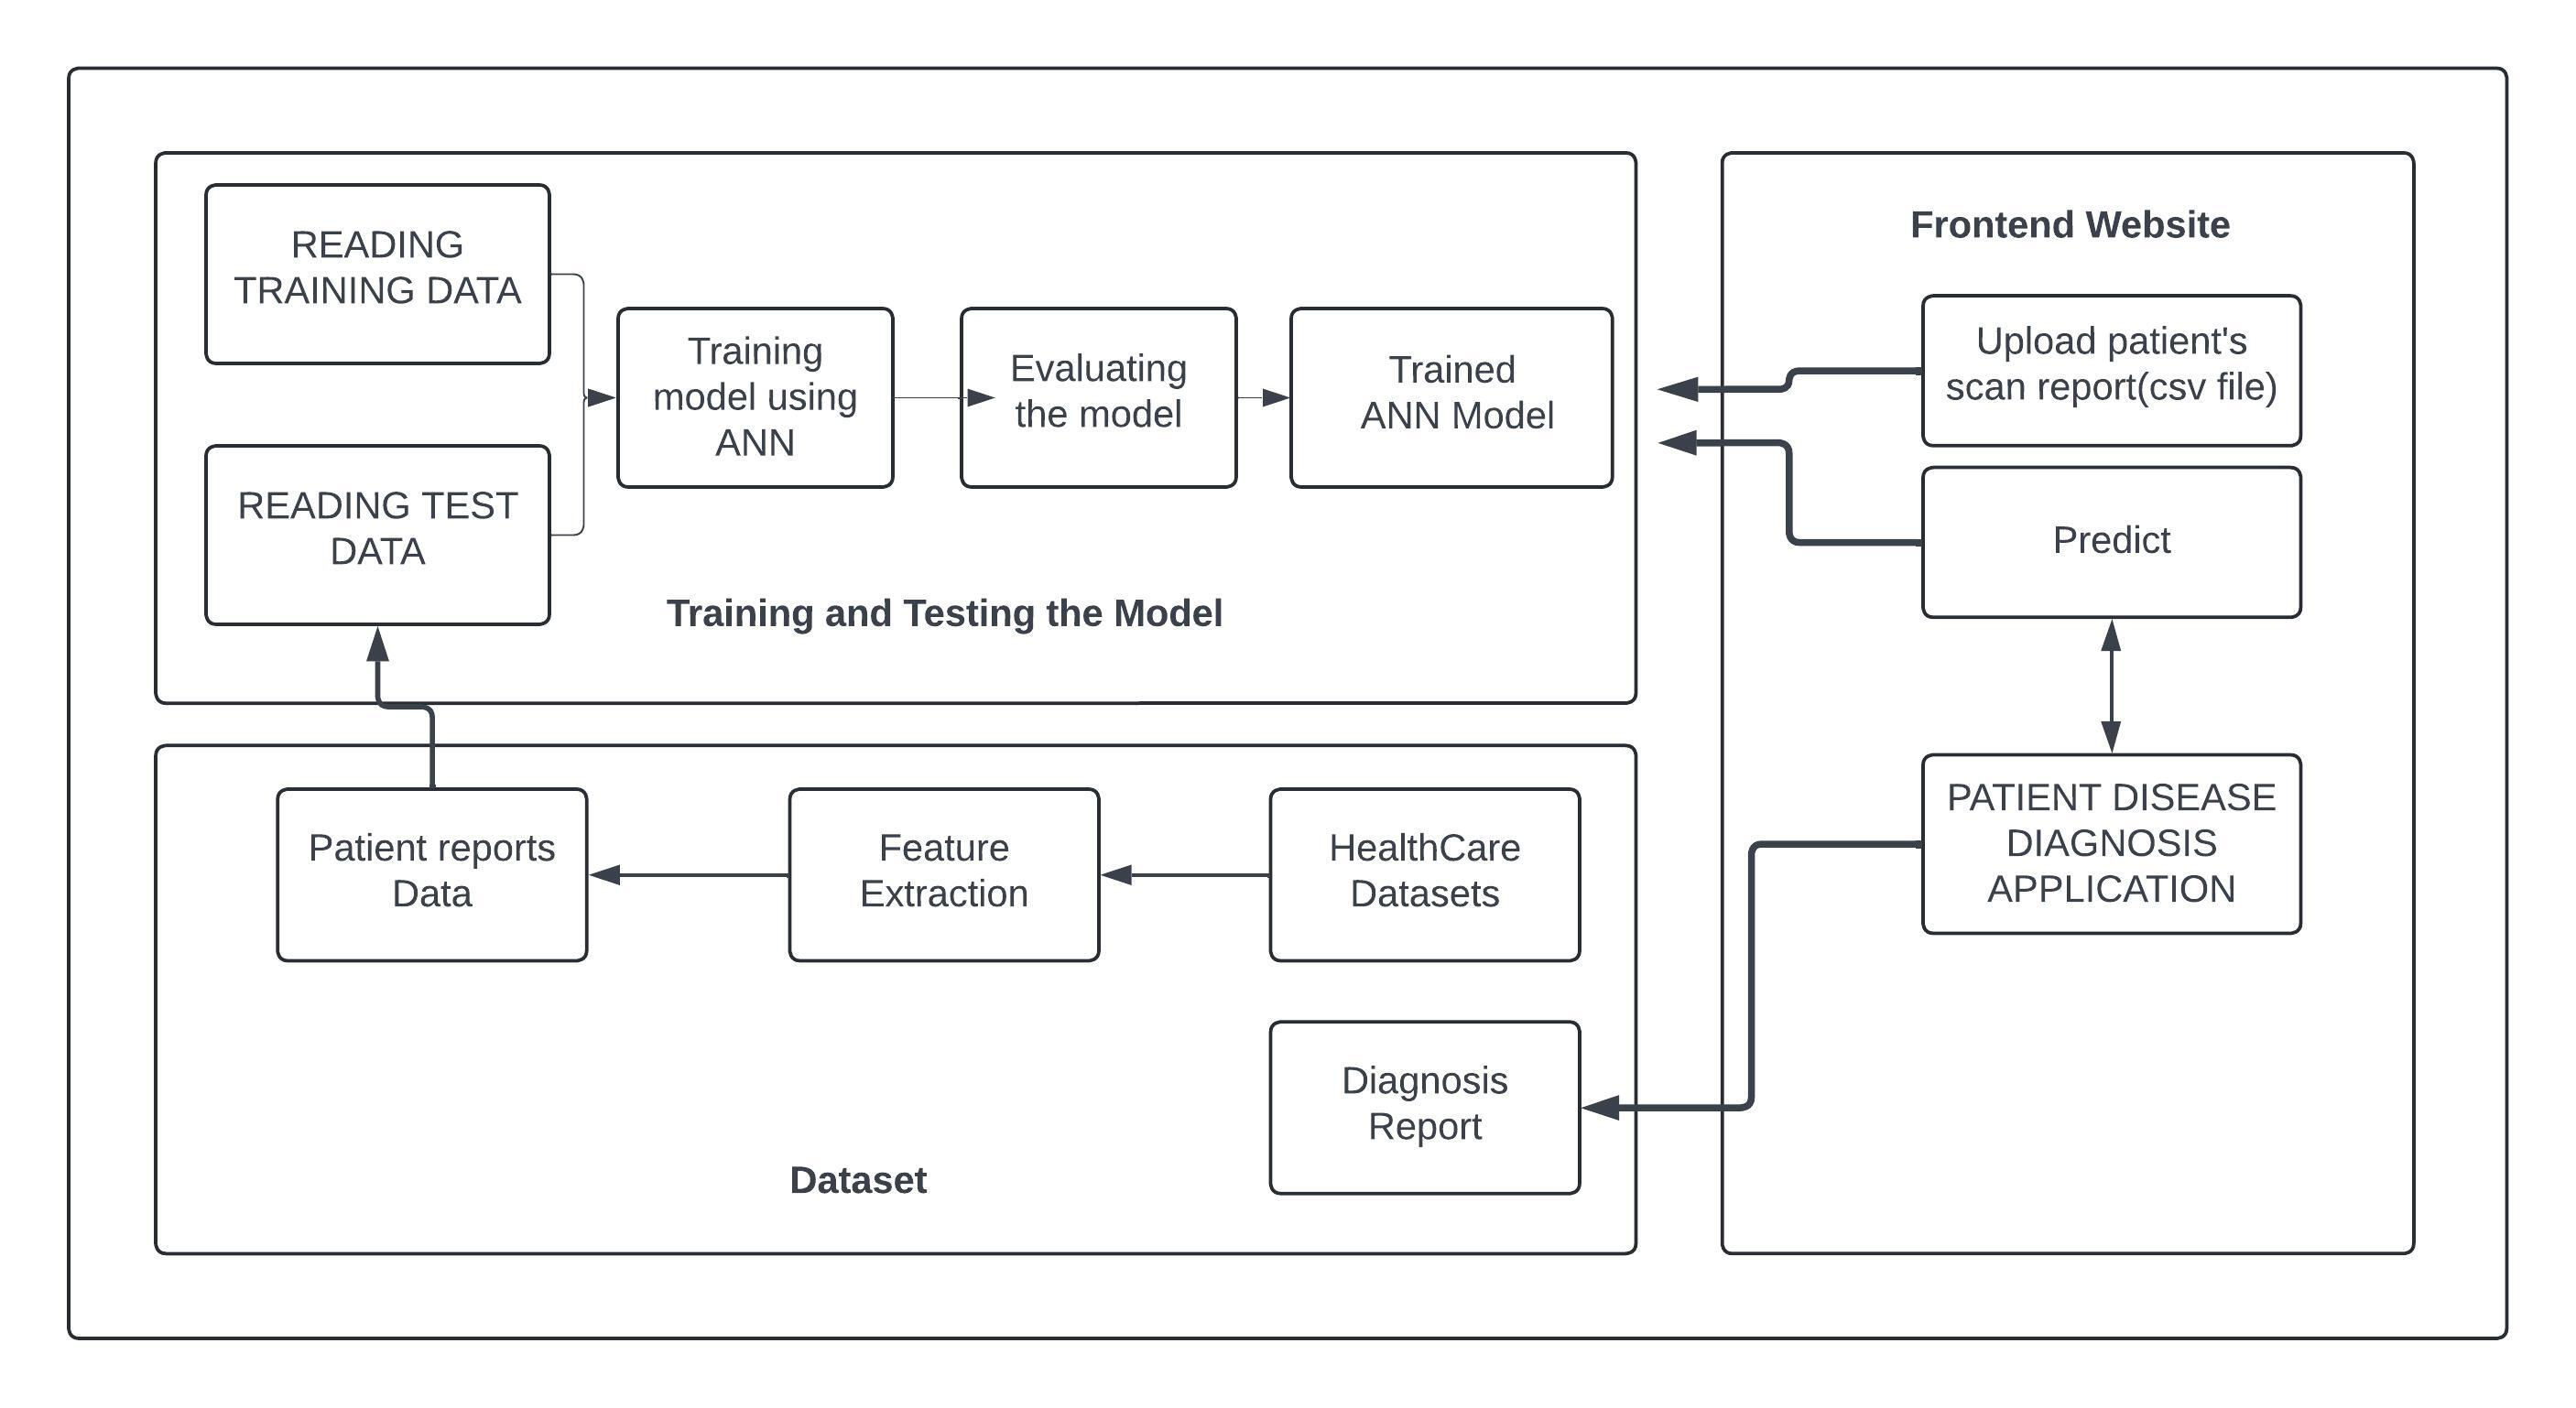 READING
TRAINING DATA
READING TEST
DATA
Training
model using
ANN
Evaluating
the model
Trained
ANN Model
Training and Testing the Model
Frontend Website
Upload patient's
scan report(csv file)
Predict
PATIENT DISEASE
DIAGNOSIS
APPLICATION
Patient reports
Data
Feature
Extraction
HealthCare
Datasets
Diagnosis
Report
Dataset